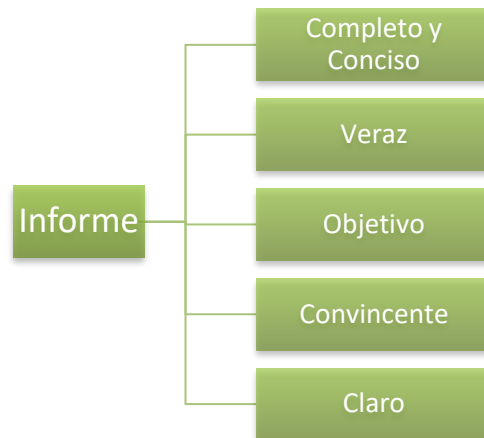 Informe
Completo y
Conciso
Veraz
Objetivo
Convincente
Claro